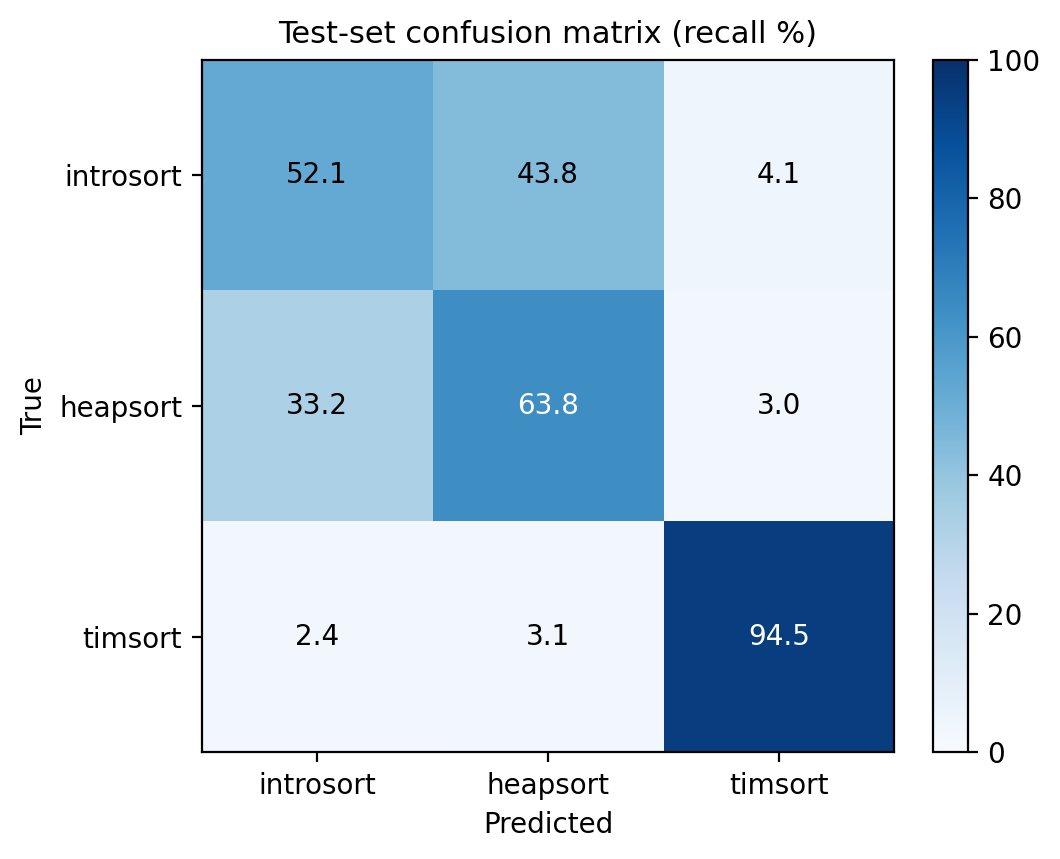 Test-set confusion matrix (recall %)
introsort
52.1
43.8
4.1
heapsort
33.2
63.8
3.0
timsort
2.4
3.1
94.5
introsort
heapsort
timsort
Predicted
True
100
80
60
40
20
0